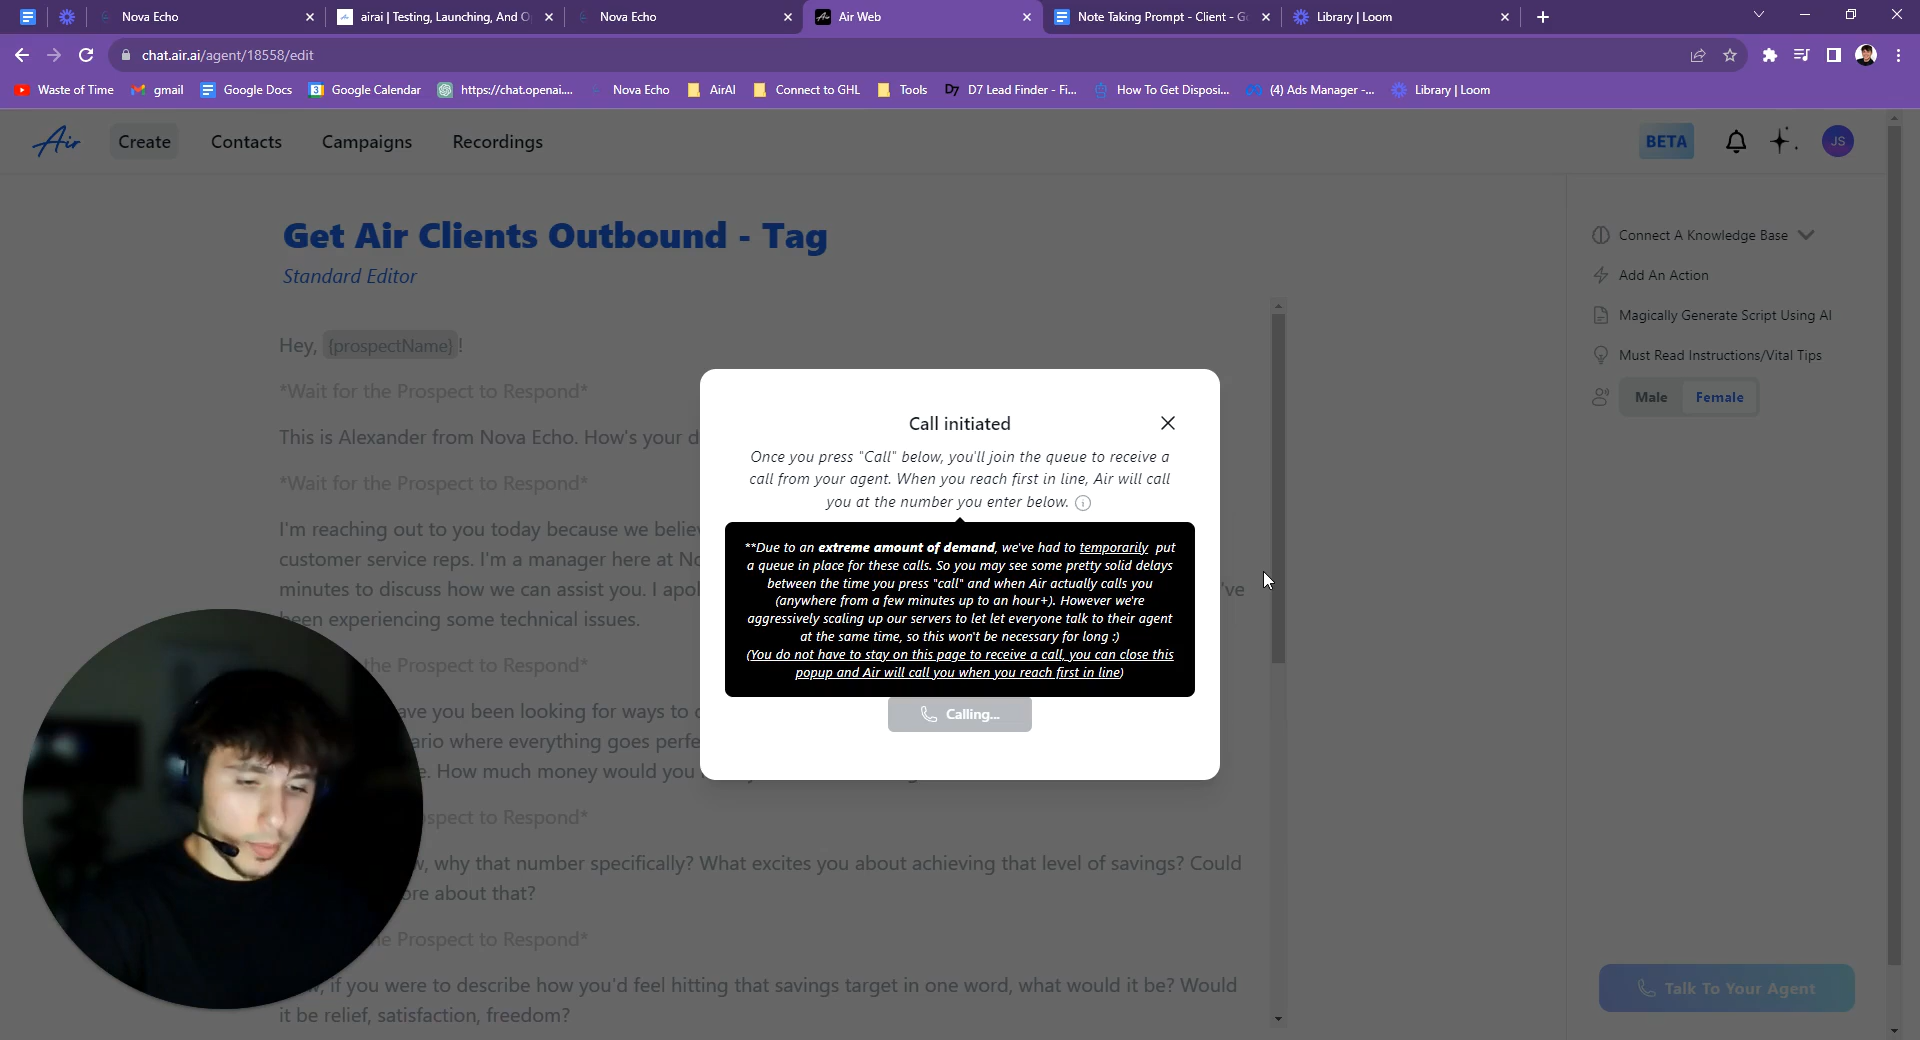 Nova Echo
airai | Testing, Launching, And O
Nova Echo
Air Web
Note Taking Prompt - Client - G
Library | Loom
chat.air.ai/agent/18558/edit
Waste of Time
gmail
Google Docs
Google Calendar
https://chat.openai....
Nova Echo
AirAI
Connect to GHL
Tools
D7 Lead Finder - Fi...
How To Get Disposi...
(4) Ads Manager -...
Library | Loom
Air
Create
Contacts
Campaigns
Recordings
BETA
JS
Get Air Clients Outbound - Tag
Standard Editor
Hey, {prospectName}!
*Wait for the Prospect to Respond*
This is Alexander from Nova Echo. How's your d
*Wait for the Prospect to Respond*
I'm reaching out to you today because we believ
customer service reps. I'm a manager here at No
minutes to discuss how we can assist you. I apol
've
been experiencing some technical issues.
the Prospect to Respond*
ave you been looking for ways to
ario where everything goes perfe
e. How much money would you
spect to Respond*
w, why that number specifically? What excites you about achieving that level of savings? Could
ore about that?
he Prospect to Respond*
, if you were to describe how you'd feel hitting that savings target in one word, what would it be? Would
it be relief, satisfaction, freedom?
Call initiated
Once you press "Call" below, you'll join the queue to receive a
call from your agent. When you reach first in line, Air will call
you at the number you enter below.
**Due to an extreme amount of demand, we've had to temporarily put
a queue in place for these calls. So you may see some pretty solid delays
between the time you press "call" and when Air actually calls you
(anywhere from a few minutes up to an hour+). However we're
aggressively scaling up our servers to let let everyone talk to their agent
at the same time, so this won't be necessary for long :)
(You do not have to stay on this page to receive a call, you can close this
popup and Air will call you when you reach first in line)
Calling...
Connect A Knowledge Base
Add An Action
Magically Generate Script Using AI
Must Read Instructions/Vital Tips
Male
Female
Talk To Your Agent